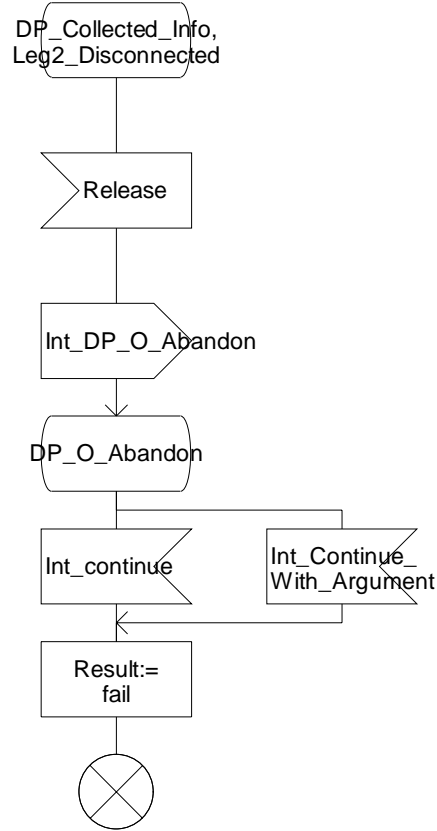 DP_Collected_Info,
Leg2_Disconnected
Release
Int_DP_O_Abandon
DP_O_Abandon
Int_continue
Int_Continue_
With_Argument
Result:=
fail